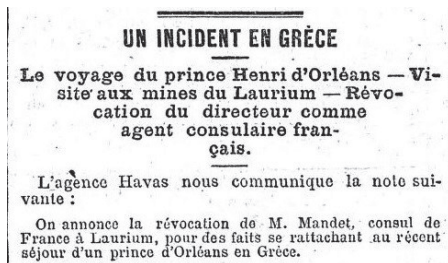 UN INCIDENT EN GRÈCE
Le voyage du prince Henri d'Orléans — Vi-
site aux mines du Laurium — Révo-
cation du directeur comme
agent consulaire fran-
çais.
L'agence Havas nous communique la note sui-
vante :
On annonce la révocation de M. Mandet, consul de
France à Laurium, pour des faits se rattachant au récent
séjour d'un prince d'Orléans en Grèce.